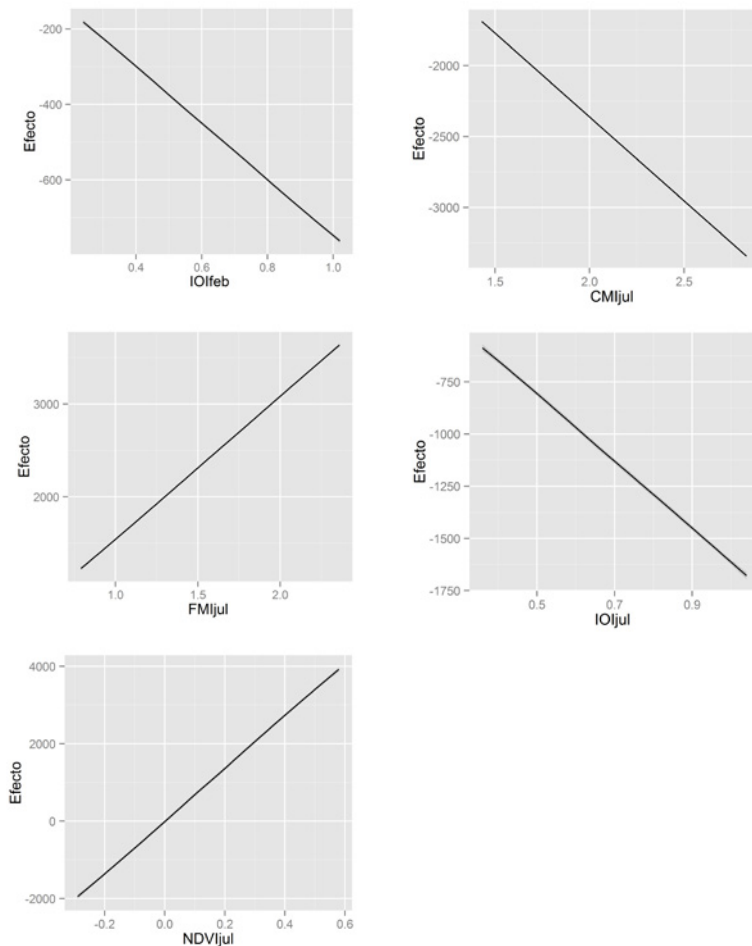 Efecto
-200
-400
-600
0.4 0.6 0.8 1.0
IOIfeb
Efecto
-2000
-2500
-3000
1.5 2.0 2.5
CMIjul
Efecto
3000
2000
1.0 1.5 2.0
FMIjul
Efecto
-750
-1000
-1250
-1500
-1750
0.5 0.7 0.9
IOIjul
Efecto
4000
2000
0
-2000
-0.2 0.0 0.2 0.4 0.6
NDVIjul